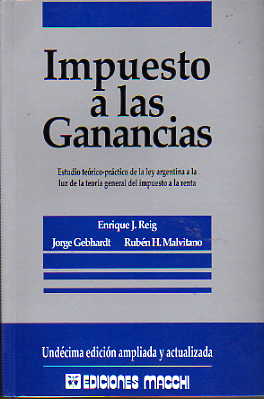 Impuesto
a las
Ganancias
Estudio teórico-práctico de la ley argentina a la
luz de la teoría general del impuesto a la renta
Enrique J. Reig
Jorge Gebhardt Rubén H. Malvitano
Undécima edición ampliada y actualizada
EDICIONES MACCHI